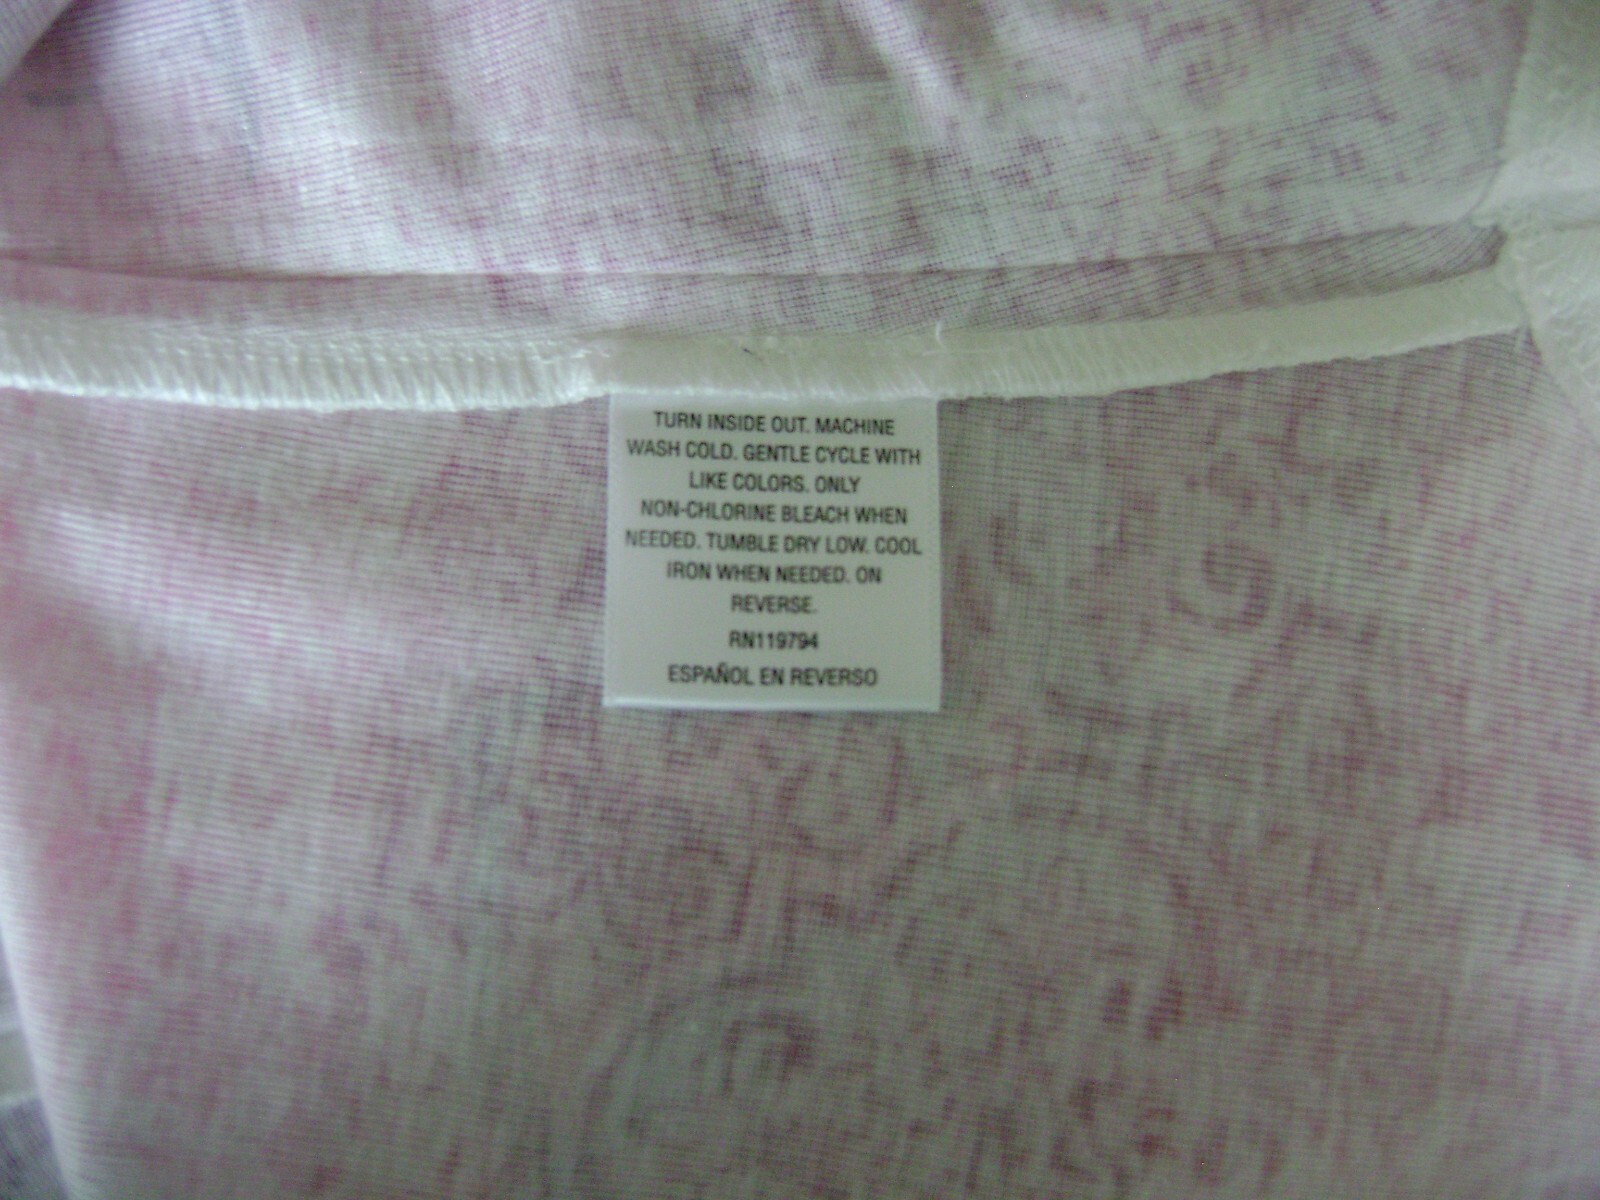 TURN INSIDE OUT. MACHINE
WASH COLD. GENTLE CYCLE WITH
LIKE COLORS. ONLY
NON-CHLORINE BLEACH WHEN
NEEDED. TUMBLE DRY LOW. COOL
IRON WHEN NEEDED. ON
REVERSE.
RN119794
ESPAÑOL EN REVERSO